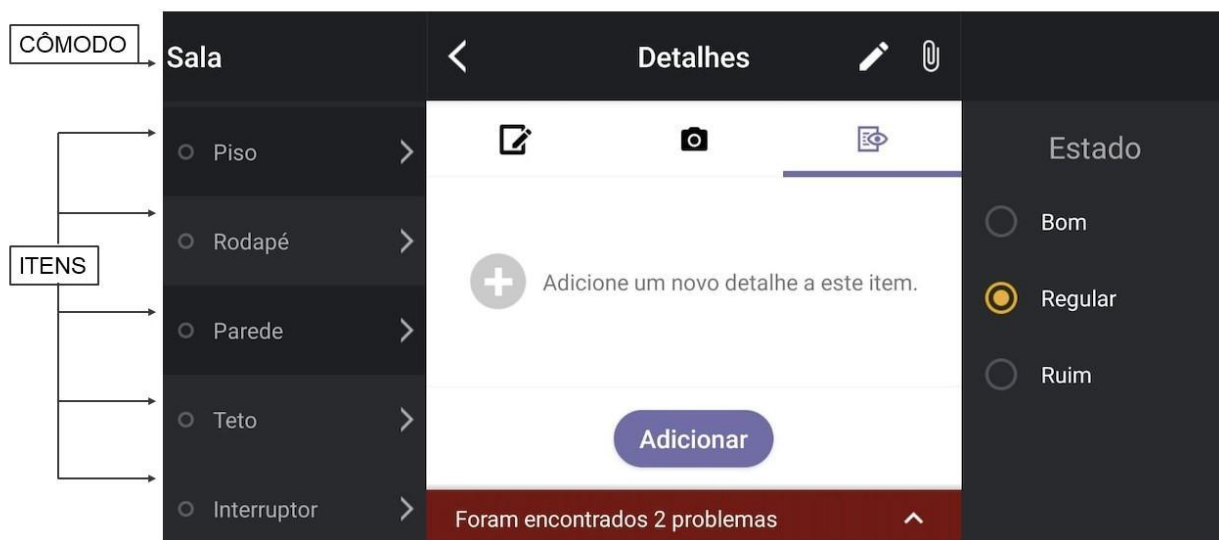 CÔMODO
ITENS
Sala
Piso
Rodapé
Parede
Teto
Interruptor
Detalhes
Adicione um novo detalhe a este item.
Adicionar
Foram encontrados 2 problemas
Estado
Bom
Regular
Ruim